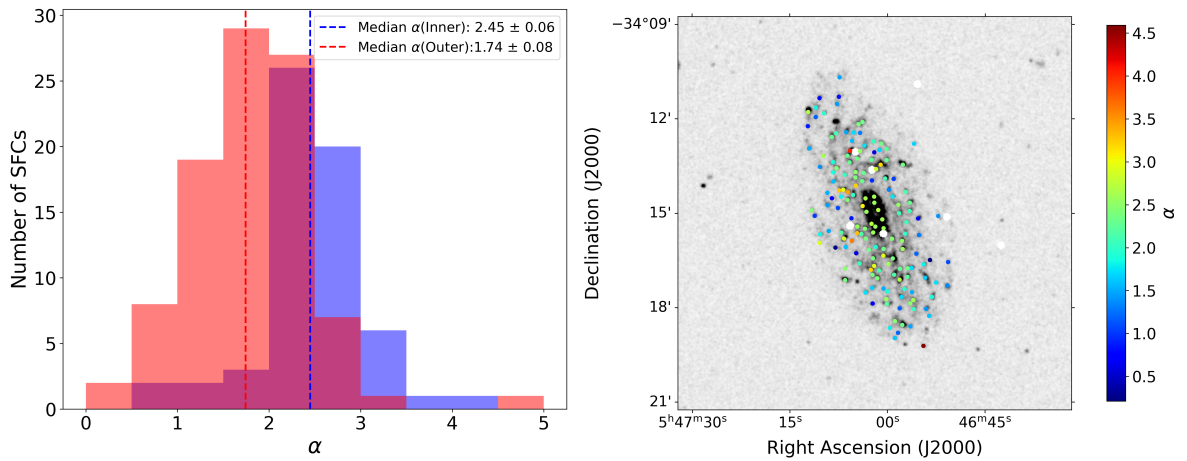 30
25
20
15
10
5
0
Number of SFCs
0 1 2 3 4 5
α
Median α(Inner): 2.45 ± 0.06
Median α(Outer):1.74 ± 0.08
−34°09'
12'
15'
18'
21'
Declination (J2000)
5ʰ47ᵐ30ˢ 15ˢ 00ˢ 46ᵐ45ˢ
Right Ascension (J2000)
4.5
4.0
3.5
3.0
2.5
2.0
1.5
1.0
0.5
α